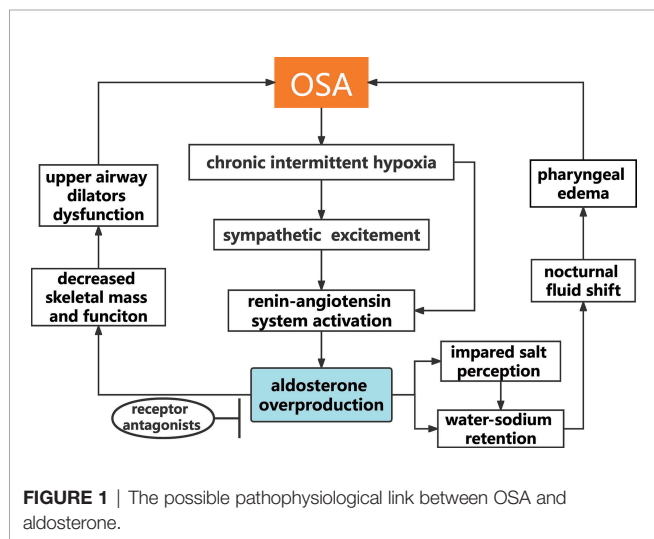 OSA
chronic intermittent hypoxia
upper airway
dilators
dysfunction
pharyngeal
edema
sympathetic excitement
decreased
skeletal mass
and funciton
nocturnal
fluid shift
renin-angiotensin
system activation
impared salt
perception
aldosterone
overproduction
receptor
antagonists
water-sodium
retention
FIGURE 1 | The possible pathophysiological link between OSA and
aldosterone.